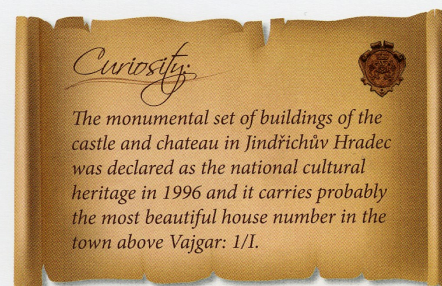 Curiosity:
The monumental set of buildings of the
castle and chateau in Jindřichův Hradec
was declared as the national cultural
heritage in 1996 and it carries probably
the most beautiful house number in the
town above Vajgar: 1/I.